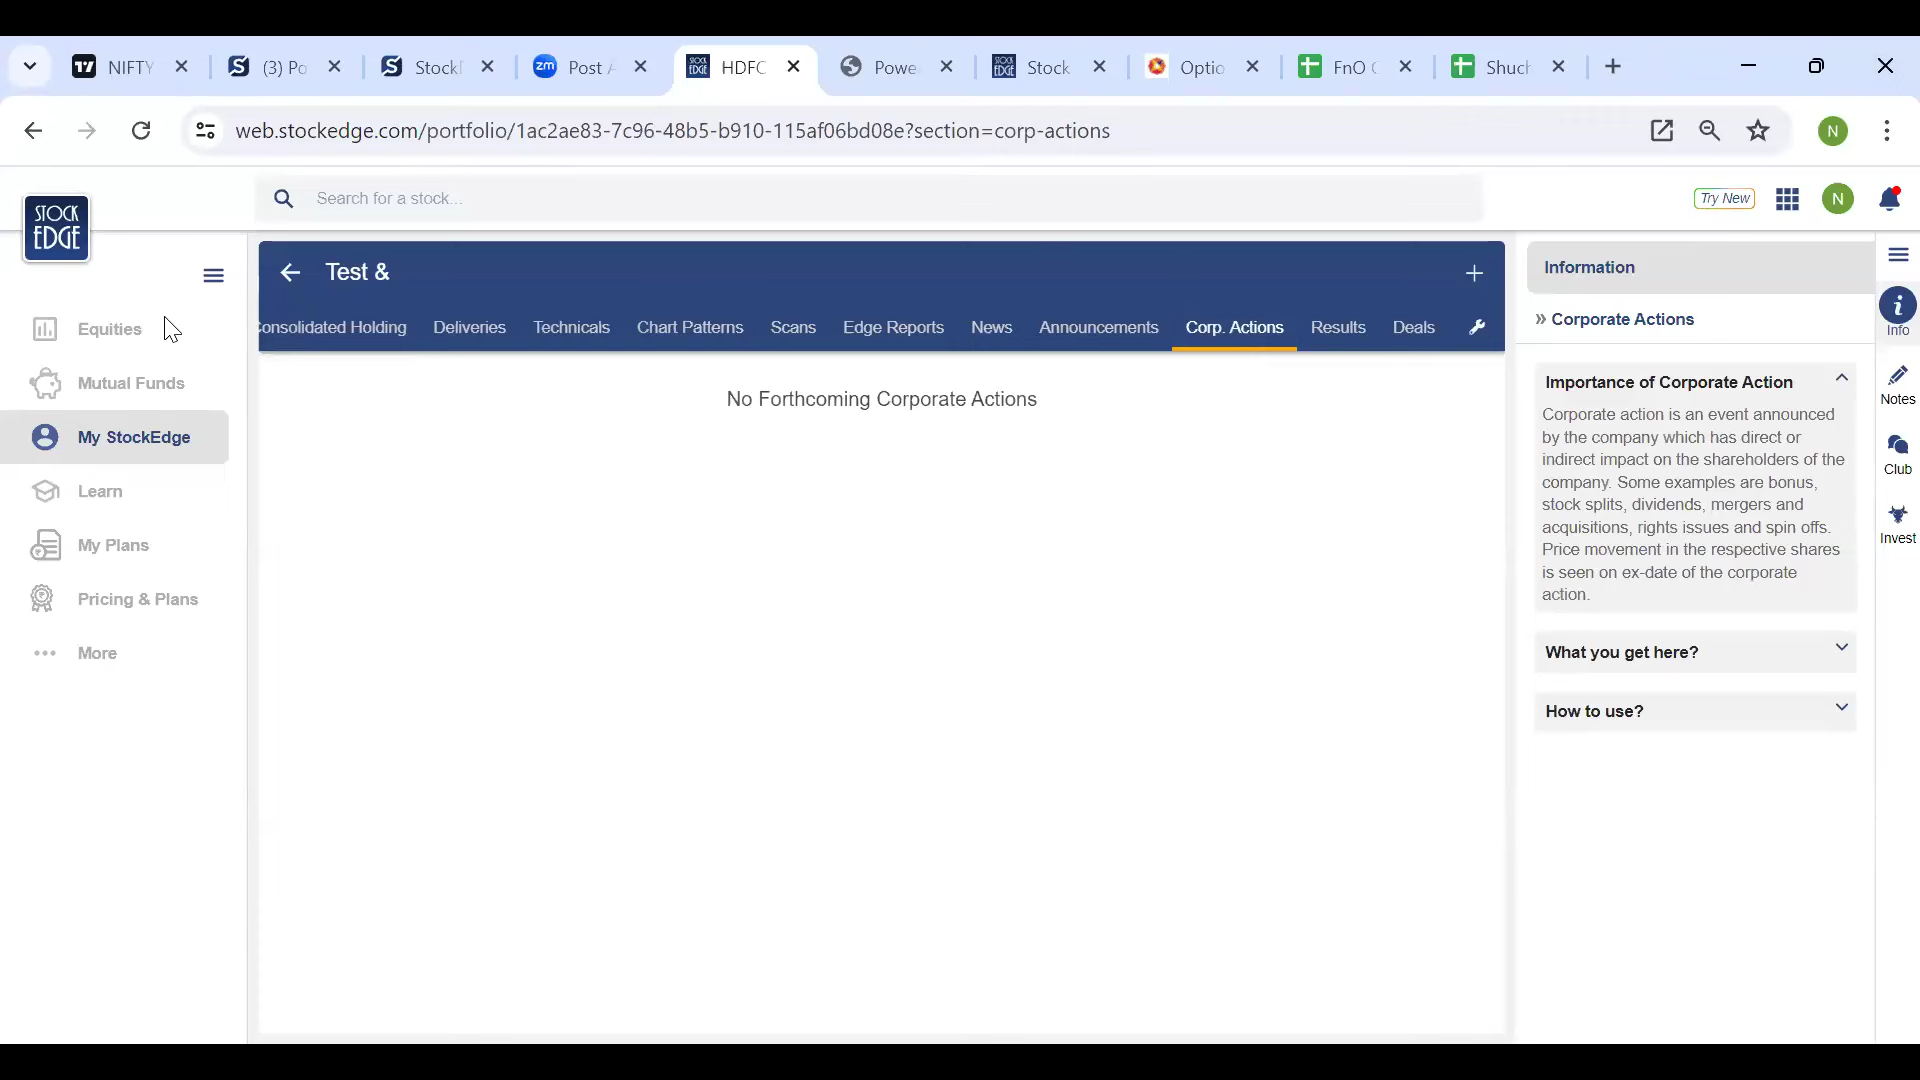 NIFTY
(3) Po
Stock
Post A
HDFC
Powe
Stock
Optio
FnO
Shuch
web.stockedge.com/portfolio/1ac2ae83-7c96-48b5-b910-115af06bd08e?section=corp-actions
N
STOCK
EDGE
Search for a stock...
Try New
N
Test &
Consolidated Holding
Deliveries
Technicals
Chart Patterns
Scans
Edge Reports
News
Announcements
Corp. Actions
Results
Deals
No Forthcoming Corporate Actions
Equities
Mutual Funds
My StockEdge
Learn
My Plans
Pricing & Plans
More
Information
» Corporate Actions
Importance of Corporate Action
Corporate action is an event announced
by the company which has direct or
indirect impact on the shareholders of the
company. Some examples are bonus,
stock splits, dividends, mergers and
acquisitions, rights issues and spin offs.
Price movement in the respective shares
is seen on ex-date of the corporate
action.
What you get here?
How to use?
Info
Notes
Club
Invest